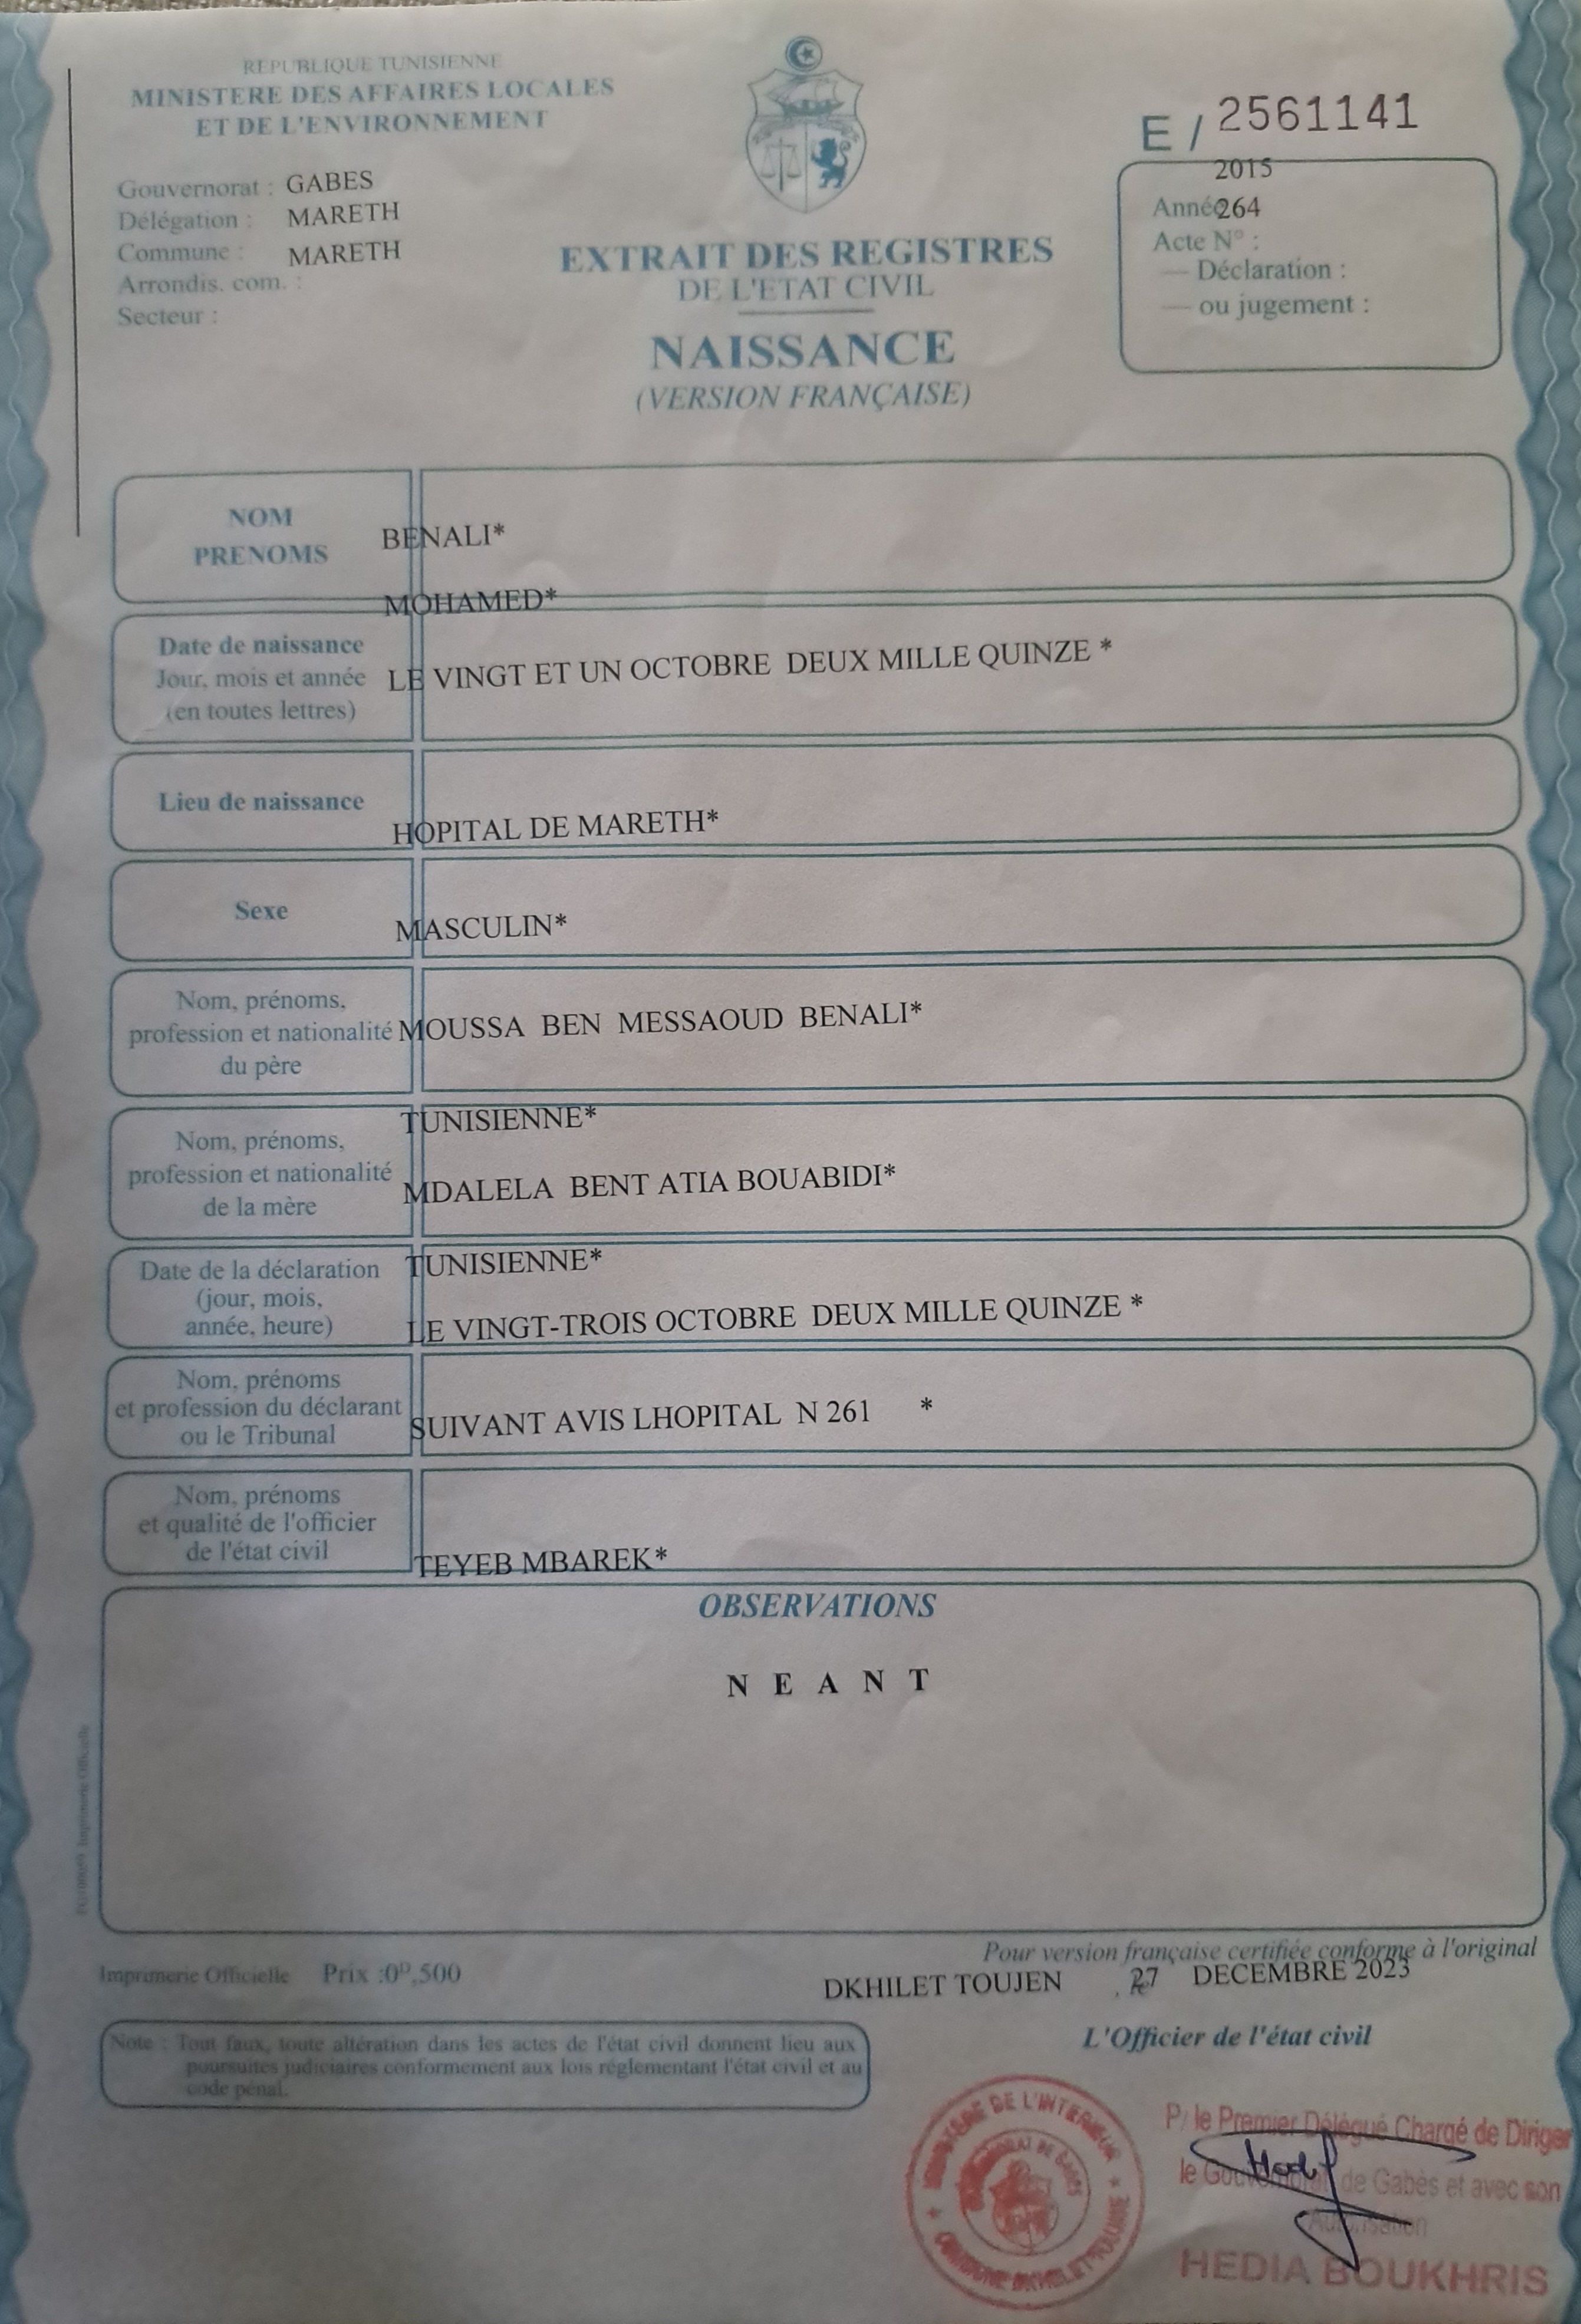 REPUBLIQUE TUNISIENNE
MINISTERE DES AFFAIRES LOCALES
ET DE L'ENVIRONNEMENT
Gouvernorat : GABES
Délégation : MARETH
Commune : MARETH
Arrondis. com. :
Secteur :
EXTRAIT DES REGISTRES
DE L'ETAT CIVIL
NAISSANCE
(VERSION FRANÇAISE)
E / 2561141
2015
Année 264
Acte N° :
— Déclaration :
— ou jugement :
NOM
PRENOMS
BENALI*
MOHAMED*
Date de naissance
Jour, mois et année
(en toutes lettres)
LE VINGT ET UN OCTOBRE DEUX MILLE QUINZE *
Lieu de naissance
HOPITAL DE MARETH*
Sexe
MASCULIN*
Nom, prénoms,
profession et nationalité
du père
MOUSSA BEN MESSAOUD BENALI*
TUNISIENNE*
Nom, prénoms,
profession et nationalité
de la mère
MDALELA BENT ATIA BOUABIDI*
TUNISIENNE*
Date de la déclaration
(jour, mois,
année, heure)
LE VINGT-TROIS OCTOBRE DEUX MILLE QUINZE *
Nom, prénoms
et profession du déclarant
ou le Tribunal
SUIVANT AVIS LHOPITAL N 261 *
Nom, prénoms
et qualité de l'officier
de l'état civil
TEYEB MBAREK*
OBSERVATIONS
N E A N T
Imprimerie Officielle
Pour version française certifiée conforme à l'original
Imprimerie Officielle Prix :0D,500
DKHILET TOUJEN 27 DECEMBRE 2023
Note : Tout faux, toute altération dans les actes de l'état civil donnent lieu aux
poursuites judiciaires conformement aux lois réglementant l'état civil et au
code pénal.
L'Officier de l'état civil
MINISTERE DE L'INTERIEUR
P/ le Premier Délégué Chargé de Diriger
le Gouvernorat de Gabès et avec son
Autorisation
HEDIA BOUKHRIS